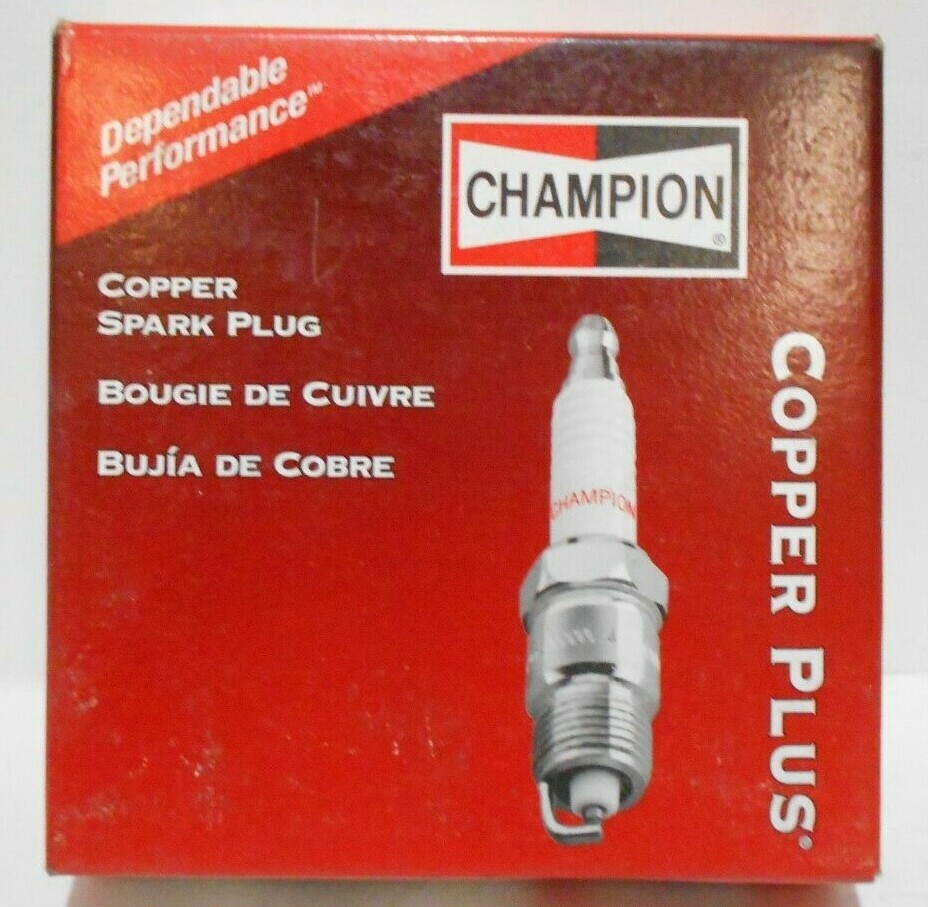 Dependable
Performance™
CHAMPION
®
COPPER
SPARK PLUG
BOUGIE DE CUIVRE
BUJÍA DE COBRE
CHAMPION
COPPER PLUS®